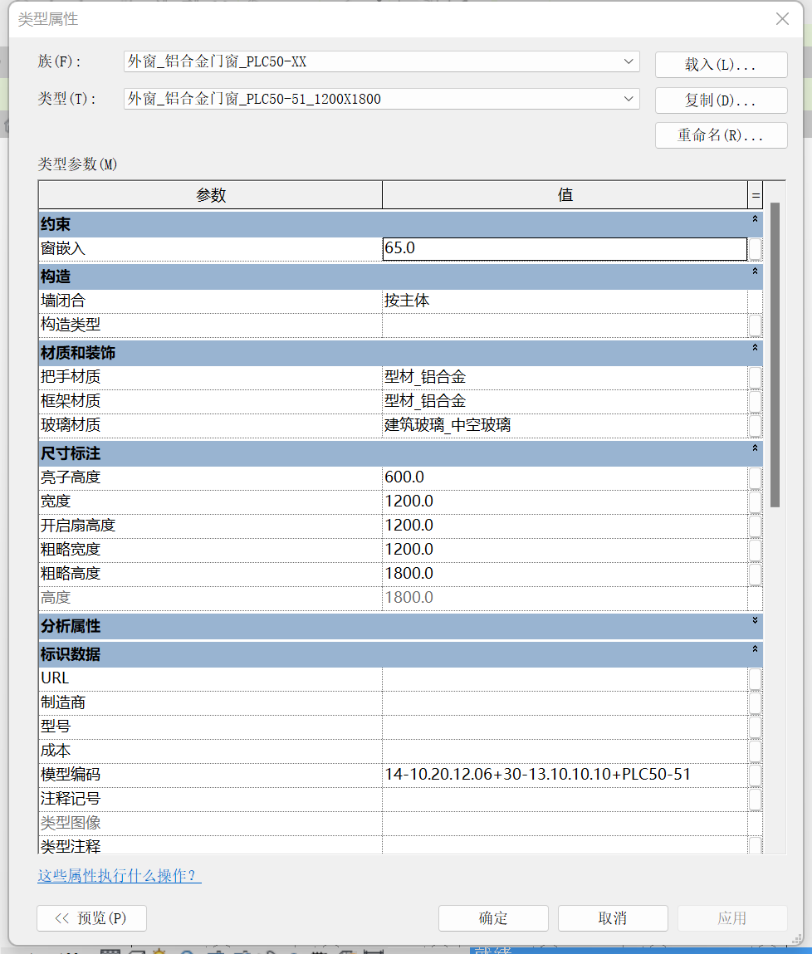 类型属性
族(F): 外窗_铝合金门窗_PLC50-XX 载入(L)...
类型(T): 外窗_铝合金门窗_PLC50-51_1200X1800 复制(D)...
重命名(R)...
类型参数(M)
参数 值 =
约束
窗嵌入 65.0
构造
墙闭合 按主体
构造类型
材质和装饰
把手材质 型材_铝合金
框架材质 型材_铝合金
玻璃材质 建筑玻璃_中空玻璃
尺寸标注
亮子高度 600.0
宽度 1200.0
开启扇高度 1200.0
粗略宽度 1200.0
粗略高度 1800.0
高度 1800.0
分析属性
标识数据
URL
制造商
型号
成本
模型编码 14-10.20.12.06+30-13.10.10.10+PLC50-51
注释记号
类型图像
类型注释
这些属性执行什么操作?
<< 预览(P) 确定 取消 应用